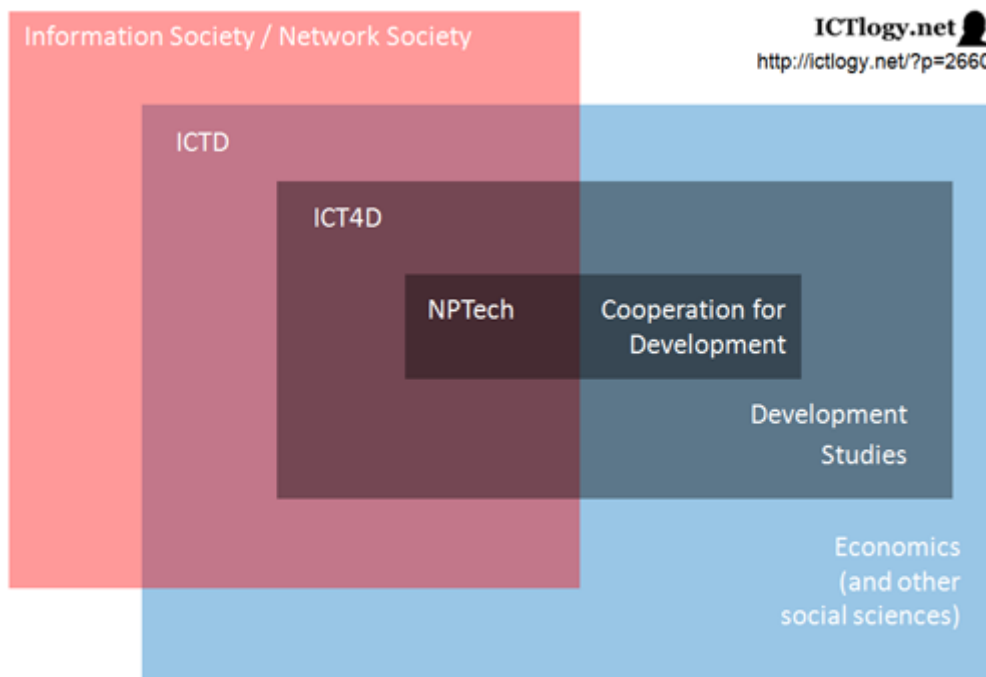 Information Society / Network Society
ICTlogy.net
http://ictlogy.net/?p=2660
ICTD
ICT4D
NPTech
Cooperation for
Development
Development
Studies
Economics
(and other
social sciences)